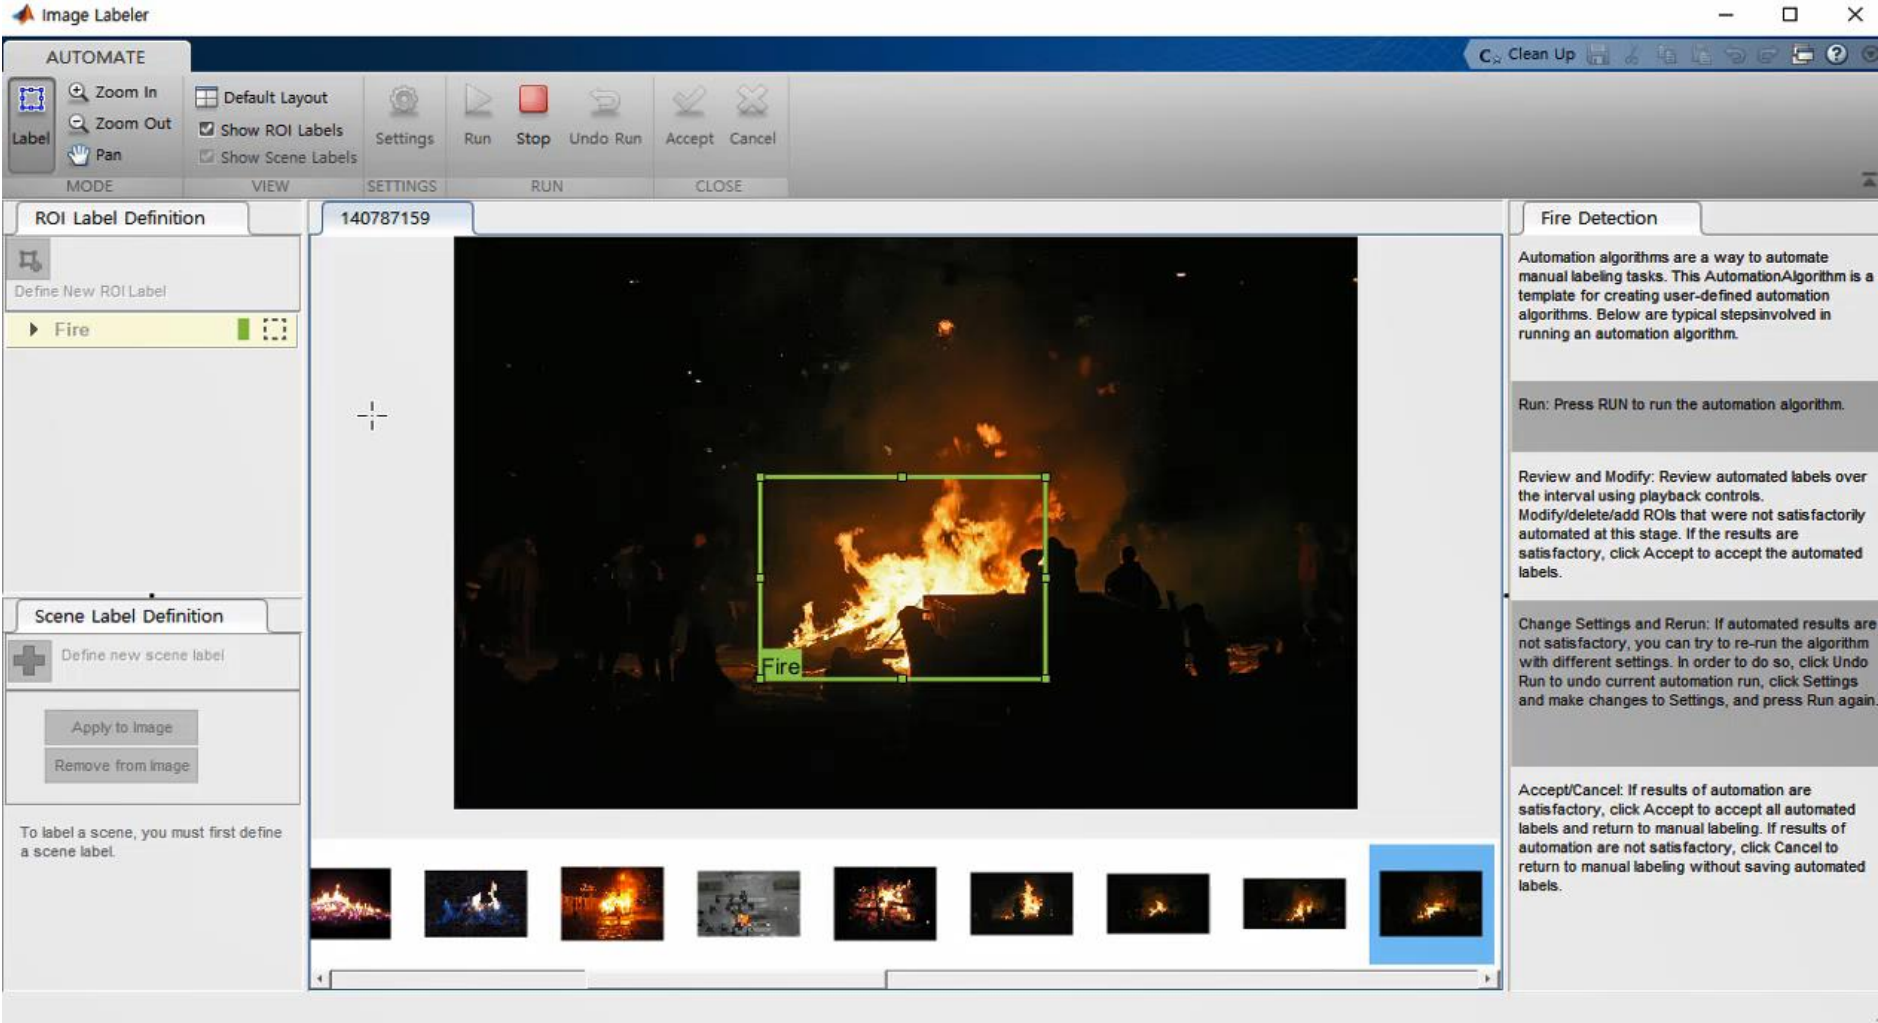 Image Labeler
AUTOMATE
Clean Up
Label
Zoom In
Zoom Out
Pan
MODE
Default Layout
Show ROI Labels
Show Scene Labels
VIEW
Settings
SETTINGS
Run
Stop
Undo Run
RUN
Accept
Cancel
CLOSE
ROI Label Definition
Define New ROI Label
Fire
Scene Label Definition
Define new scene label
Apply to Image
Remove from Image
To label a scene, you must first define
a scene label.
140787159
Fire
Fire Detection
Automation algorithms are a way to automate
manual labeling tasks. This AutomationAlgorithm is a
template for creating user-defined automation
algorithms. Below are typical stepsinvolved in
running an automation algorithm.
Run: Press RUN to run the automation algorithm.
Review and Modify: Review automated labels over
the interval using playback controls.
Modify/delete/add ROIs that were not satisfactorily
automated at this stage. If the results are
satisfactory, click Accept to accept the automated
labels.
Change Settings and Rerun: If automated results are
not satisfactory, you can try to re-run the algorithm
with different settings. In order to do so, click Undo
Run to undo current automation run, click Settings
and make changes to Settings, and press Run again.
Accept/Cancel: If results of automation are
satisfactory, click Accept to accept all automated
labels and return to manual labeling. If results of
automation are not satisfactory, click Cancel to
return to manual labeling without saving automated
labels.